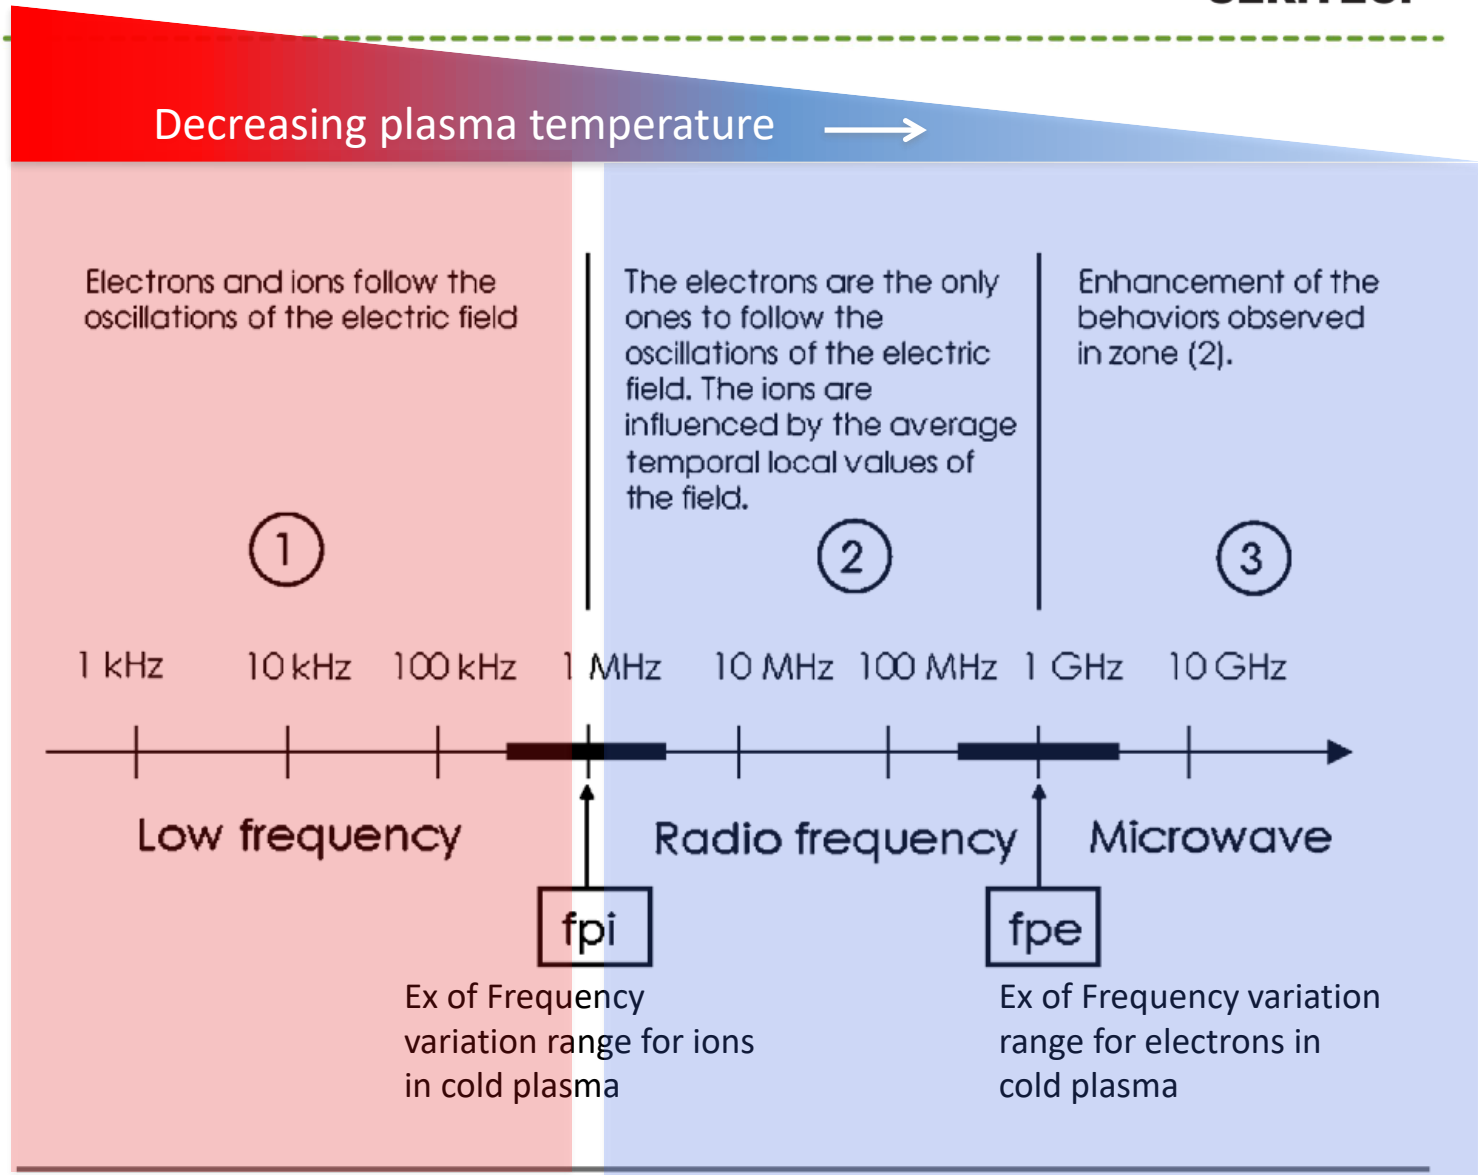 Decreasing plasma temperature
Electrons and ions follow the
oscillations of the electric field
The electrons are the only
ones to follow the
oscillations of the electric
field. The ions are
influenced by the average
temporal local values of
the field.
Enhancement of the
behaviors observed
in zone (2).
1
2
3
1 kHz 10 kHz 100 kHz 1 MHz 10 MHz 100 MHz 1 GHz 10 GHz
Low frequency Radio frequency Microwave
fpi
fpe
Ex of Frequency
variation range for ions
in cold plasma
Ex of Frequency variation
range for electrons in
cold plasma